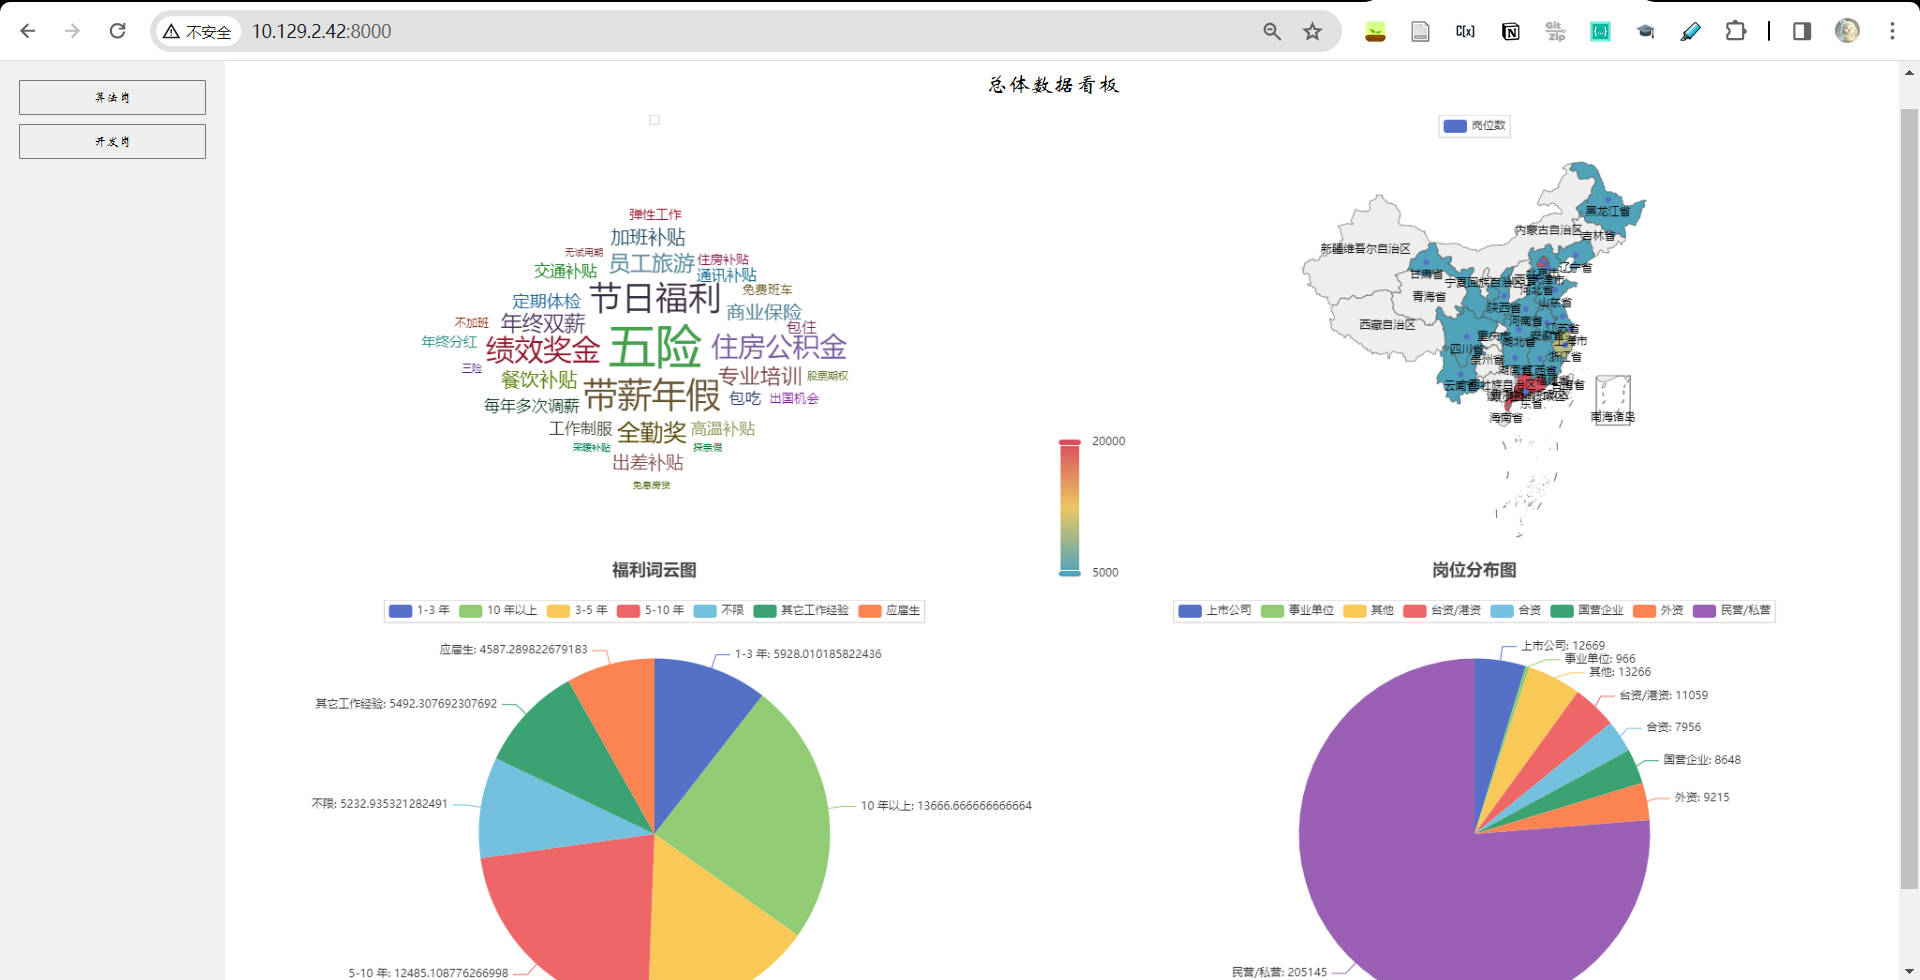 不安全
10.129.2.42:8000
C[x]
Git
zip
算法岗
开发岗
总体数据看板
岗位数
弹性工作
加班补贴
无试用期
员工旅游
住房补贴
交通补贴
通讯补贴
节日福利
免费班车
定期体检
商业保险
不加班
年终双薪
包住
年终分红
绩效奖金
五险
住房公积金
三险
餐饮补贴
专业培训
股票期权
每年多次调薪
带薪年假
包吃
出国机会
工作制服
全勤奖
高温补贴
采暖补贴
探亲假
出差补贴
免息房贷
20000
5000
黑龙江省
内蒙古自治区
吉林省
新疆维吾尔自治区
辽宁省
甘肃省
宁夏回族自治区
河北省
青海省
山东省
陕西省
西藏自治区
河南省
江苏省
重庆市
安徽省
上海市
四川省
湖北省
浙江省
贵州省
湖南省
江西省
云南省
海南省
南海诸岛
福利词云图
岗位分布图
1-3 年 10 年以上 3-5 年 5-10 年 不限 其它工作经验 应届生
上市公司 事业单位 其他 台资/港资 合资 国营企业 外资 民营/私营
应届生: 4587.289822679183
1-3 年: 5928.010185822436
其它工作经验: 5492.307692307692
不限: 5232.935321282491
10 年以上: 13666.666666666664
5-10 年: 12485.108776266998
上市公司: 12669
事业单位: 966
其他: 13266
台资/港资: 11059
合资: 7956
国营企业: 8648
外资: 9215
民营/私营: 205145